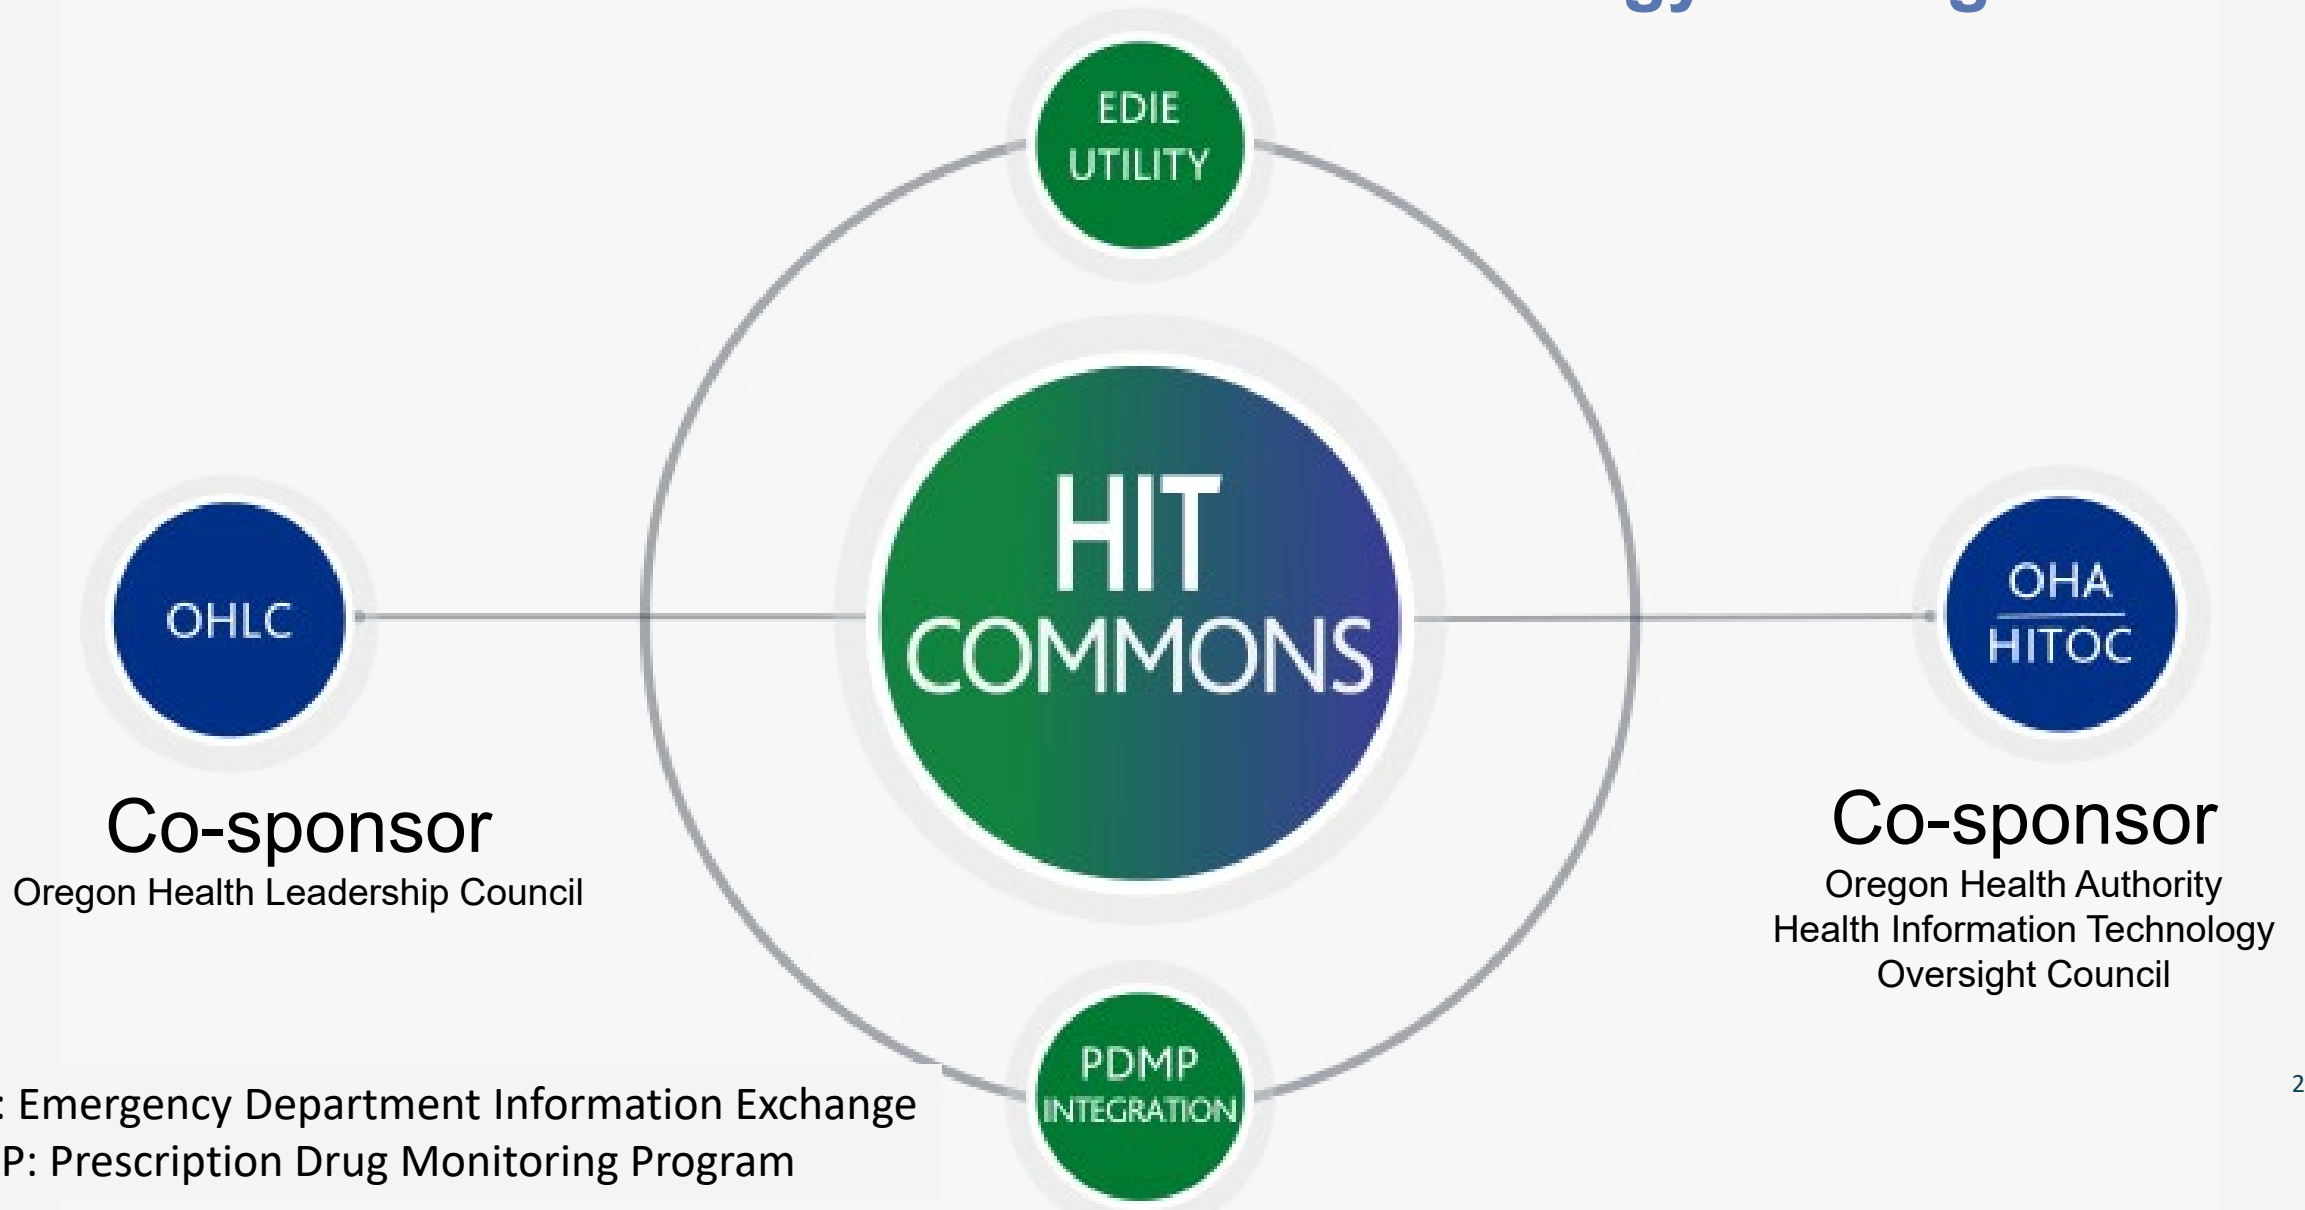 EDIE
UTILITY
HIT
COMMONS
OHLC
OHA
HITOC
Co-sponsor
Oregon Health Leadership Council
Co-sponsor
Oregon Health Authority
Health Information Technology
Oversight Council
PDMP
INTEGRATION
: Emergency Department Information Exchange
P: Prescription Drug Monitoring Program
2